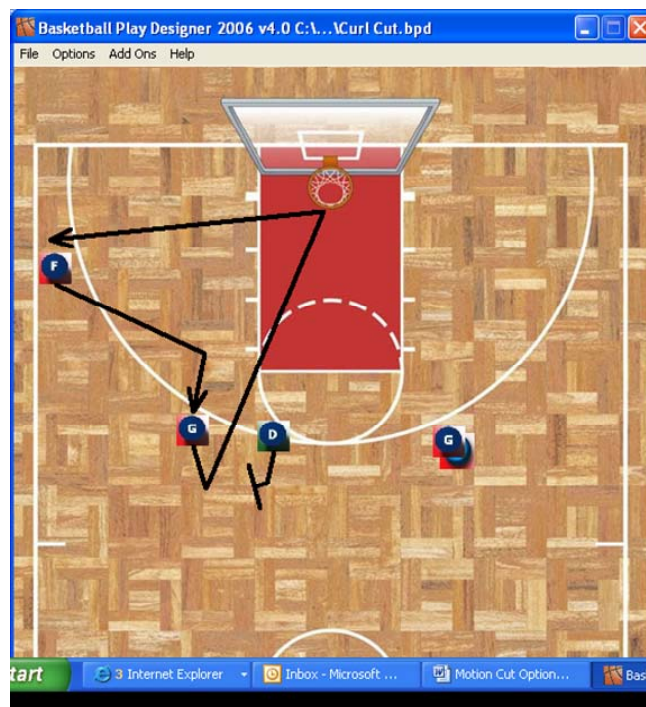 Basketball Play Designer 2006 v4.0 C:\...\Curl Cut.bpd
File Options Add Ons Help
F
G
D
G
tart 3 Internet Explorer Inbox - Microsoft ... Motion Cut Option... Bas